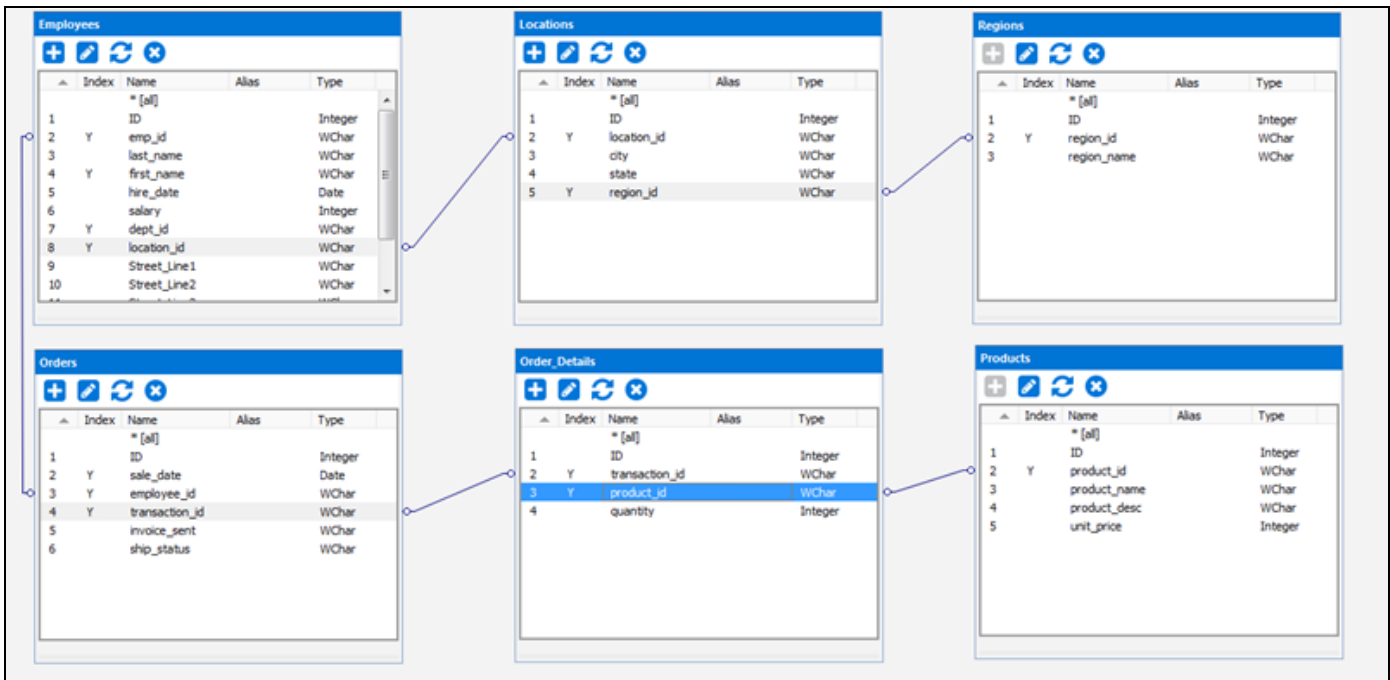 Employees
Index Name Alias Type
* [all]
1 ID Integer
2 Y emp_id WChar
3 last_name WChar
4 Y first_name WChar
5 hire_date Date
6 salary Integer
7 Y dept_id WChar
8 Y location_id WChar
9 Street_Line1 WChar
10 Street_Line2 WChar
Locations
Index Name Alias Type
* [all]
1 ID Integer
2 Y location_id WChar
3 city WChar
4 state WChar
5 Y region_id WChar
Regions
Index Name Alias Type
* [all]
1 ID Integer
2 Y region_id WChar
3 region_name WChar
Orders
Index Name Alias Type
* [all]
1 ID Integer
2 Y sale_date Date
3 Y employee_id WChar
4 Y transaction_id WChar
5 invoice_sent WChar
6 ship_status WChar
Order_Details
Index Name Alias Type
* [all]
1 ID Integer
2 Y transaction_id WChar
3 Y product_id WChar
4 quantity Integer
Products
Index Name Alias Type
* [all]
1 ID Integer
2 Y product_id WChar
3 product_name WChar
4 product_desc WChar
5 unit_price Integer